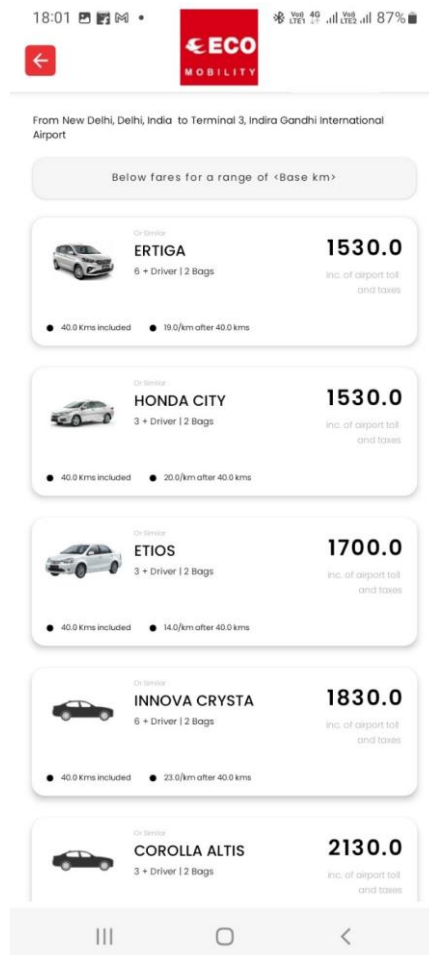 18:01
Voo) LTE1 4G Voo) LTE2 87%
ECO
MOBILITY
From New Delhi, Delhi, India to Terminal 3, Indira Gandhi International
Airport
Below fares for a range of <Base km>
Or Similar
ERTIGA
6 + Driver | 2 Bags
1530.0
inc. of airport toll
and taxes
40.0 Kms included
19.0/km after 40.0 kms
Or Similar
HONDA CITY
3 + Driver | 2 Bags
1530.0
inc. of airport toll
and taxes
40.0 Kms included
20.0/km after 40.0 kms
Or Similar
ETIOS
3 + Driver | 2 Bags
1700.0
inc. of airport toll
and taxes
40.0 Kms included
14.0/km after 40.0 kms
Or Similar
INNOVA CRYSTA
6 + Driver | 2 Bags
1830.0
inc. of airport toll
and taxes
40.0 Kms included
23.0/km after 40.0 kms
Or Similar
COROLLA ALTIS
3 + Driver | 2 Bags
2130.0
inc. of airport toll
and taxes